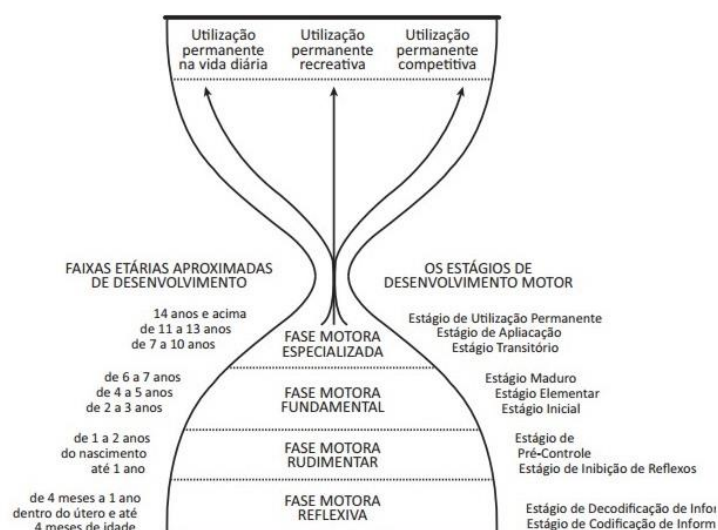 Utilização
permanente
na vida diária
Utilização
permanente
recreativa
Utilização
permanente
competitiva
FAIXAS ETÁRIAS APROXIMADAS
DE DESENVOLVIMENTO
OS ESTÁGIOS DE
DESENVOLVIMENTO MOTOR
14 anos e acima
de 11 a 13 anos
de 7 a 10 anos
FASE MOTORA
ESPECIALIZADA
Estágio de Utilização Permanente
Estágio de Apliacação
Estágio Transitório
de 6 a 7 anos
de 4 a 5 anos
de 2 a 3 anos
FASE MOTORA
FUNDAMENTAL
Estágio Maduro
Estágio Elementar
Estágio Inicial
de 1 a 2 anos
do nascimento
até 1 ano
FASE MOTORA
RUDIMENTAR
Estágio de
Pré-Controle
Estágio de Inibição de Reflexos
de 4 meses a 1 ano
dentro do útero e até
4 meses de idade
FASE MOTORA
REFLEXIVA
Estágio de Decodificação de Infor
Estágio de Codificação de Inform